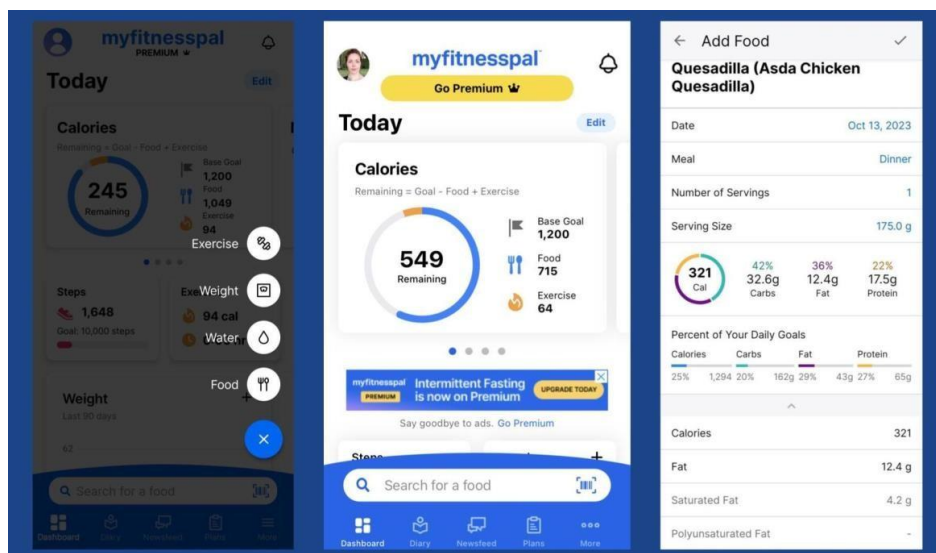 myfitnesspal
PREMIUM
Today
Edit
Calories
Remaining = Goal - Food + Exercise
245
Remaining
Base Goal
1,200
Food
1,049
Exercise
94
Exercise
Weight
Water
Food
Steps
1,648
Goal: 10,000 steps
94 cal
Weight
Last 90 days
62
Search for a food
Dashboard
Diary
Newsfeed
Plans
More
myfitnesspal
Go Premium
Today
Edit
Calories
Remaining = Goal - Food + Exercise
549
Remaining
Base Goal
1,200
Food
715
Exercise
64
myfitnesspal
PREMIUM
Intermittent Fasting
is now on Premium
UPGRADE TODAY
Say goodbye to ads. Go Premium
Steps
Search for a food
Dashboard
Diary
Newsfeed
Plans
More
Add Food
Quesadilla (Asda Chicken
Quesadilla)
Date Oct 13, 2023
Meal Dinner
Number of Servings 1
Serving Size 175.0 g
321
Cal
42% 36% 22%
32.6g 12.4g 17.5g
Carbs Fat Protein
Percent of Your Daily Goals
Calories Carbs Fat Protein
25% 1,294 20% 162g 29% 43g 27% 65g
Calories 321
Fat 12.4 g
Saturated Fat 4.2 g
Polyunsaturated Fat -